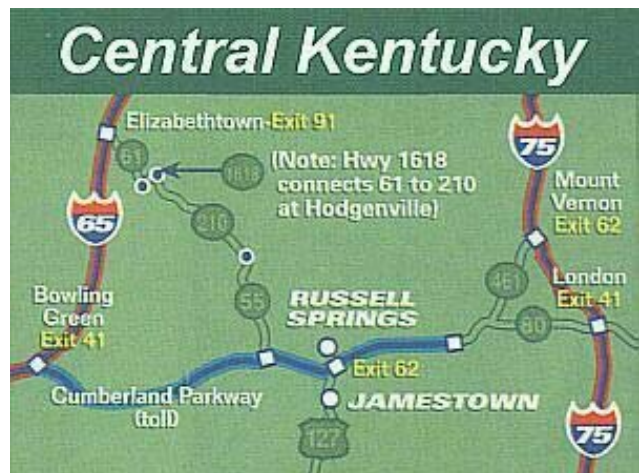 Central Kentucky
Elizabethtown-Exit 91
61
1618
(Note: Hwy 1618
connects 61 to 210
at Hodgenville)
75
Mount
Vernon
Exit 62
65
210
461
London
Exit 41
Bowling
Green
Exit 41
55
RUSSELL
SPRINGS
80
Exit 62
Cumberland Parkway
(toll)
JAMESTOWN
127
75